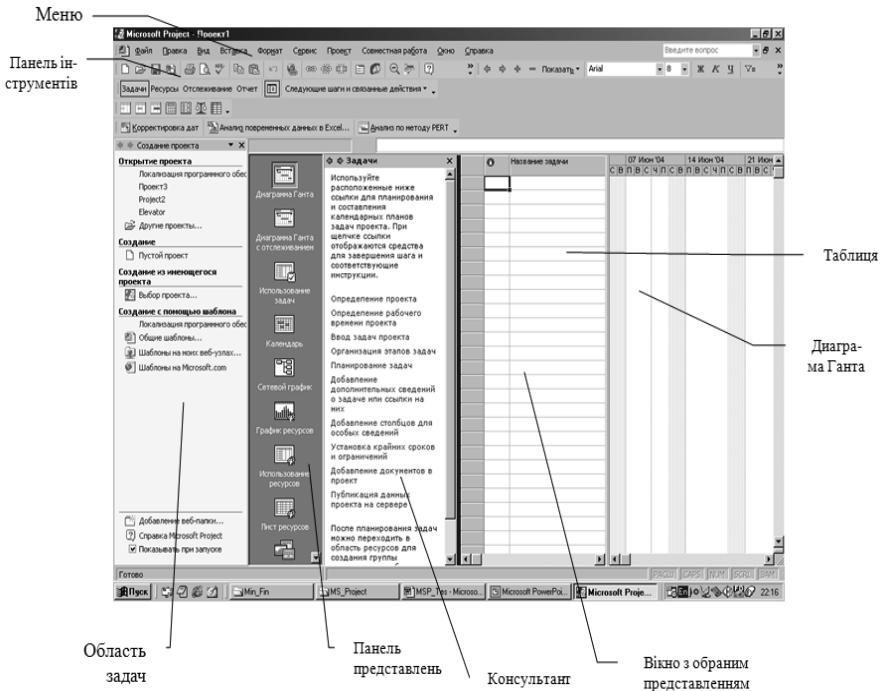 Меню
Панель ін-
струментів
Microsoft Project - Проект1
Файл Правка Вид Вставка Формат Сервис Проект Совместная работа Окно Справка
Введите вопрос
Показать Arial 8 Ж К Ч
Задачи Ресурсы Отслеживание Отчет Следующие шаги и связанные действия
Корректировка дат Анализ повременных данных в Excel... Анализ по методу PERT
Создание проекта
Открытие проекта
Локализация программного обес
Проект3
Project2
Elevator
Другие проекты...
Создание
Пустой проект
Создание из имеющегося
проекта
Выбор проекта...
Создание с помощью шаблона
Локализация программного обес
Общие шаблоны...
Шаблоны на моих веб-узлах...
Шаблоны на Microsoft.com
Добавление веб-папки...
Справка Microsoft Project
Показывать при запуске
Диаграмма Ганта
Диаграмма Ганта
с отслеживанием
Использование
задач
Календарь
Сетевой график
График ресурсов
Использование
ресурсов
Лист ресурсов
Задачи
Используйте
расположенные ниже
ссылки для планирования
и составления
календарных планов
задач проекта. При
щелчке ссылки
отображаются средства
для завершения шага и
соответствующие
инструкции.
Определение проекта
Определение рабочего
времени проекта
Ввод задач проекта
Организация этапов задач
Планирование задач
Добавление
дополнительных сведений
о задаче или ссылки на
них
Добавление столбцов для
особых сведений
Установка крайних сроков
и ограничений
Добавление документов в
проект
Публикация данных
проекта на сервере
После планирования задач
можно переходить в
область ресурсов для
создания группы
Название задачи
07 Июн '04 14 Июн '04 21 Июн
С В П В С Ч П С В П В С Ч П С В П В С
Таблиця
Диагра-
ма Ганта
Готово
PACED CAPS NUM SCRL ЗАМ
Пуск Min_Fin MS_Project MSP_Tes - Microso... Microsoft PowerPoi... Microsoft Proje... En 22:16
Область
задач
Панель
представлень
Консультант
Вікно з обраним
представленням